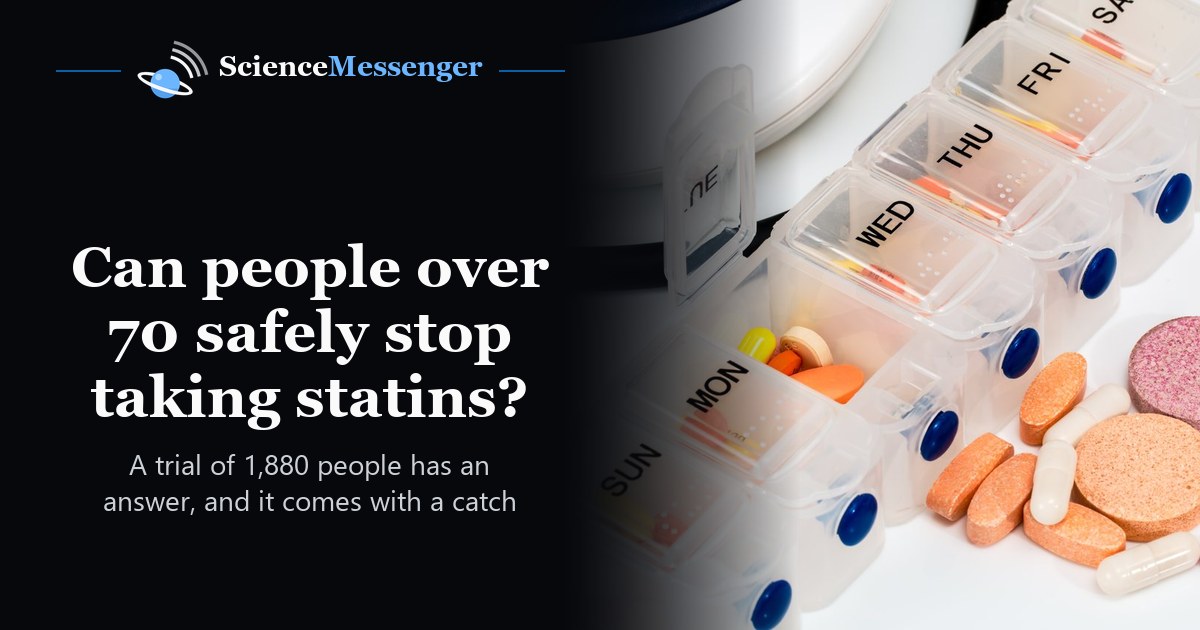 ScienceMessenger
Can people over
70 safely stop
taking statins?
A trial of 1,880 people has an
answer, and it comes with a catch
SA
FRI
THU
WED
MON
SUN